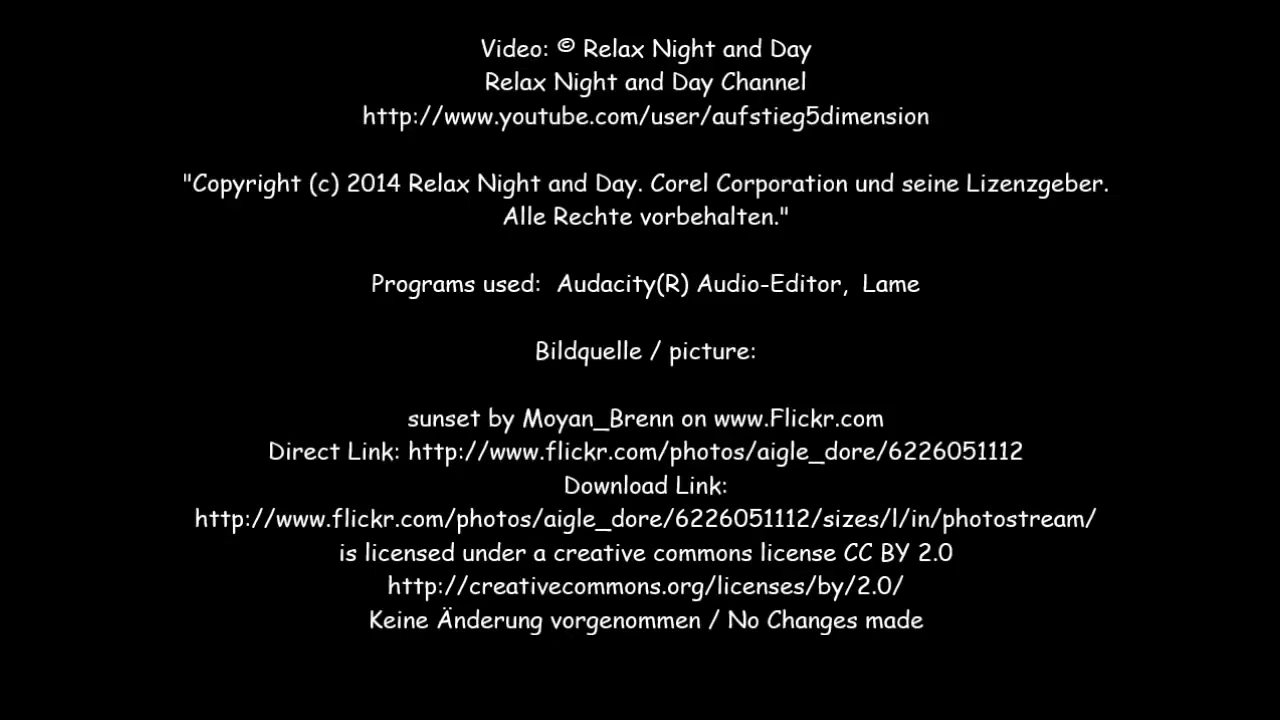 Video: © Relax Night and Day
Relax Night and Day Channel
http://www.youtube.com/user/aufstieg5dimension
"Copyright (c) 2014 Relax Night and Day. Corel Corporation und seine Lizenzgeber.
Alle Rechte vorbehalten."
Programs used:  Audacity(R) Audio-Editor,  Lame
Bildquelle / picture:
sunset by Moyan_Brenn on www.Flickr.com
Direct Link: http://www.flickr.com/photos/aigle_dore/6226051112
Download Link:
http://www.flickr.com/photos/aigle_dore/6226051112/sizes/l/in/photostream/
is licensed under a creative commons license CC BY 2.0
http://creativecommons.org/licenses/by/2.0/
Keine Änderung vorgenommen / No Changes made